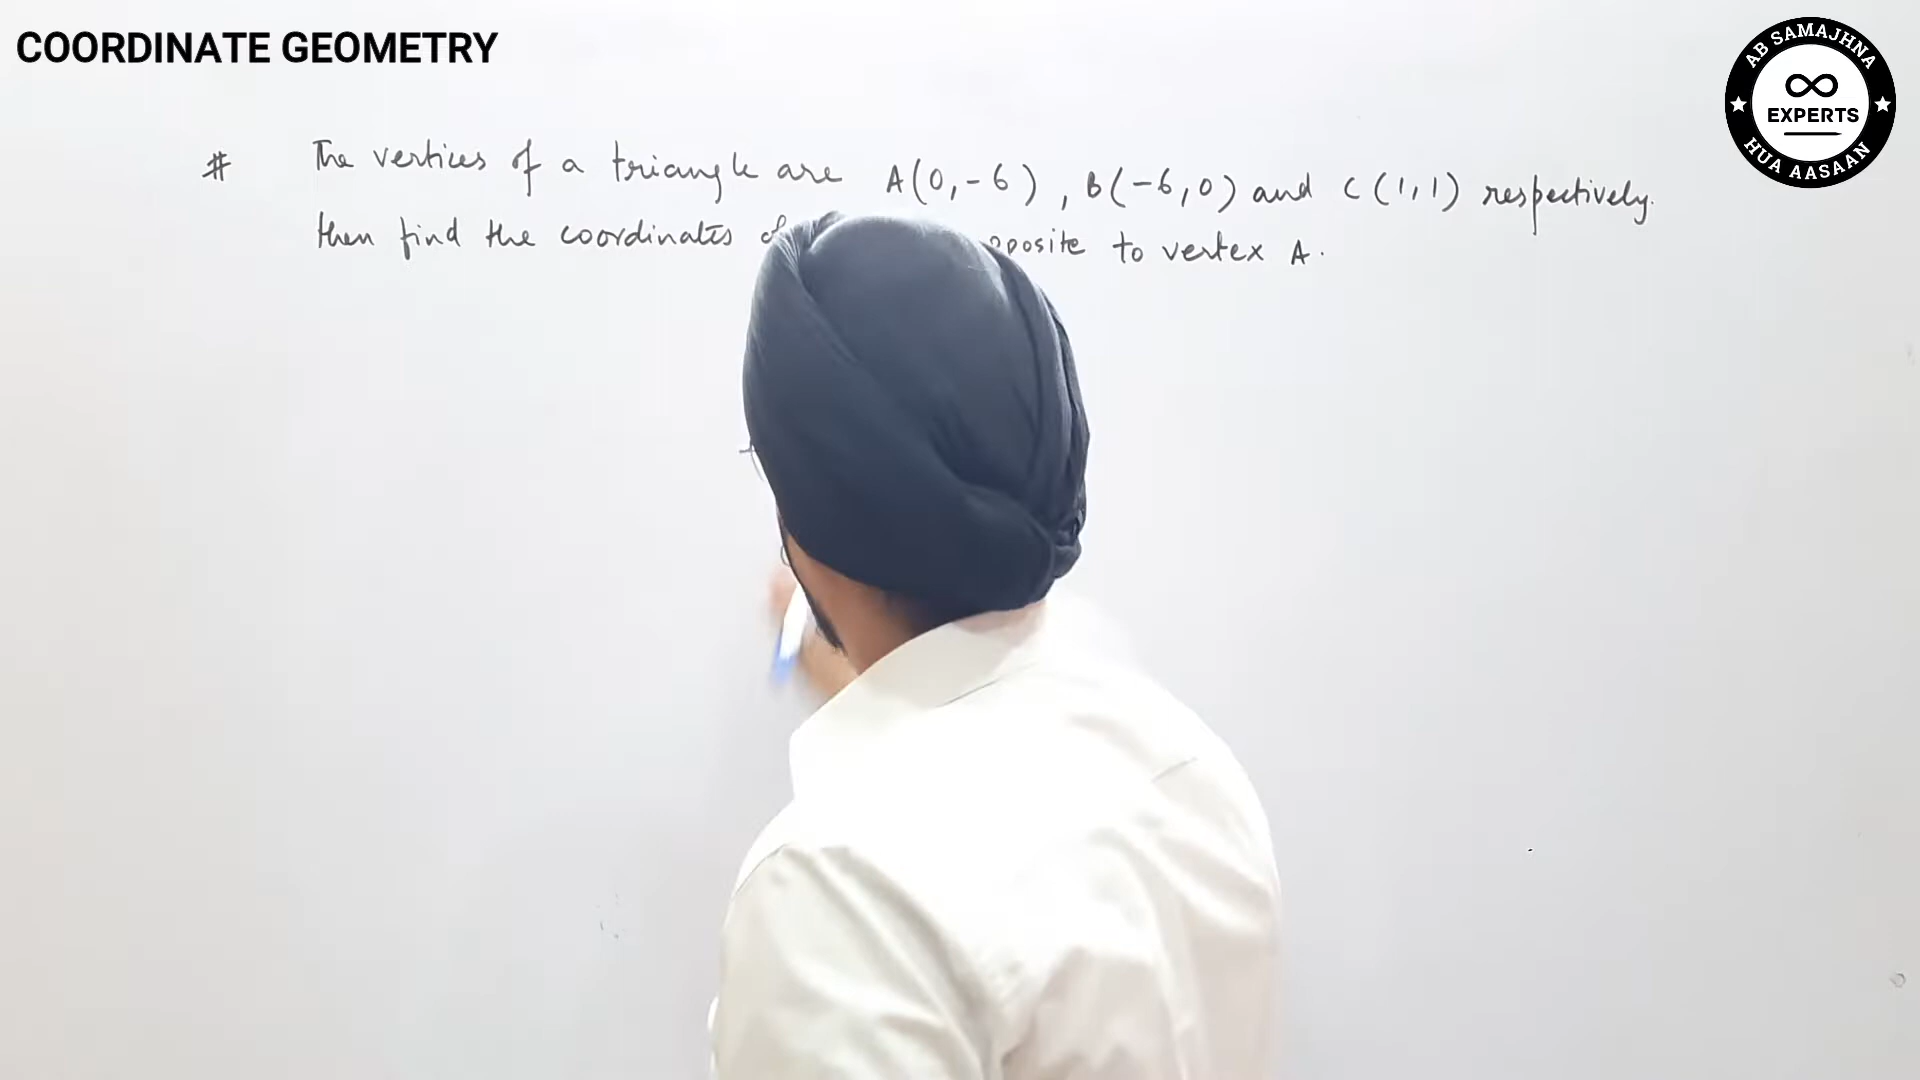 COORDINATE GEOMETRY
AB SAMAJHNA
EXPERTS
HUA AASAAN
# The vertices of a triangle are A(0,-6), B(-6,0) and C(1,1) respectively.
then find the coordinates of to vertex A.